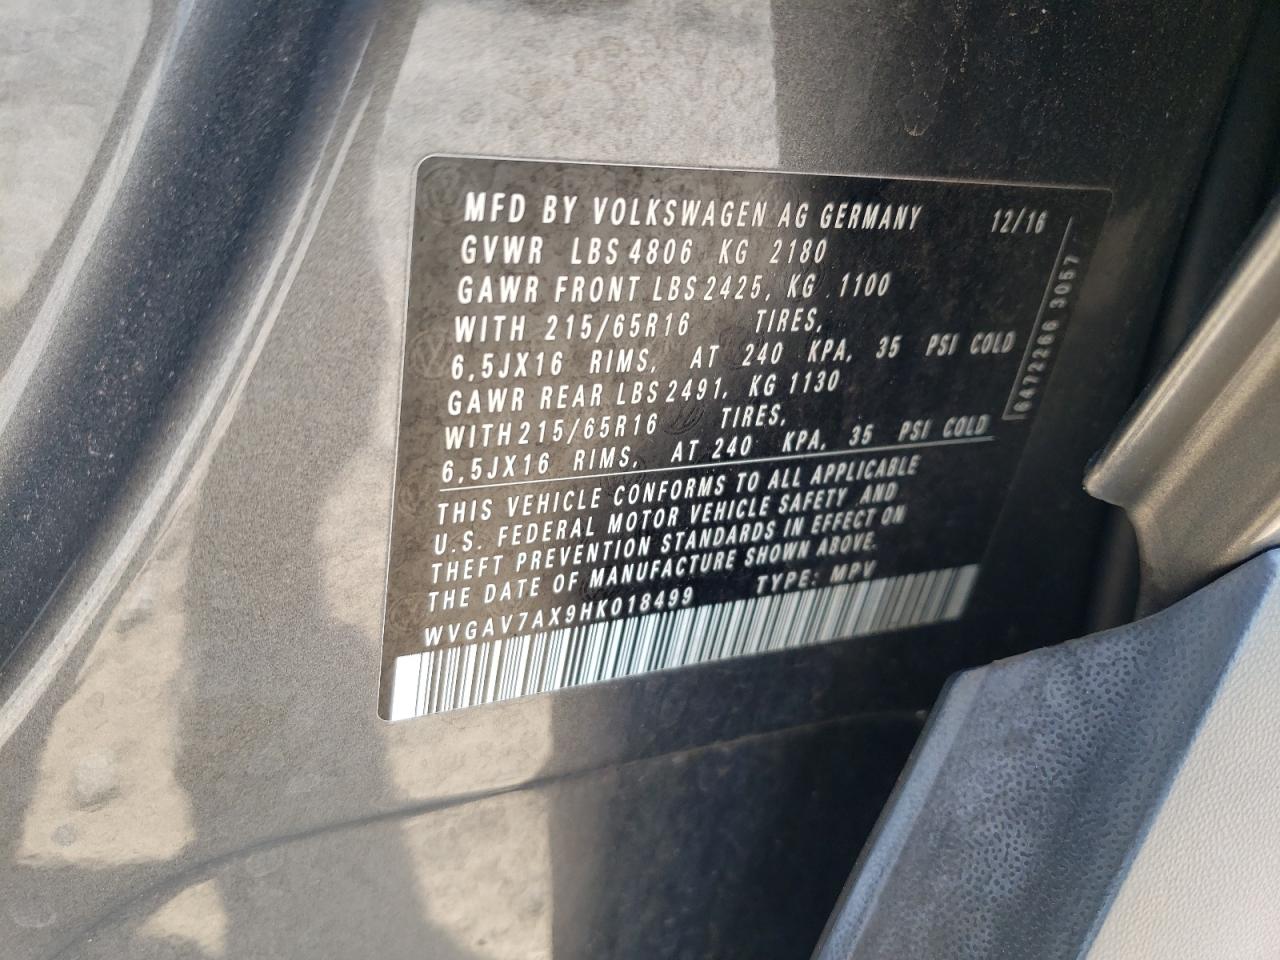 MFD BY VOLKSWAGEN AG GERMANY 12/16
GVWR LBS 4806 KG 2180
GAWR FRONT LBS 2425, KG 1100
WITH 215/65R16 TIRES,
6,5JX16 RIMS, AT 240 KPA, 35 PSI COLD
GAWR REAR LBS 2491, KG 1130
WITH 215/65R16 TIRES,
6,5JX16 RIMS, AT 240 KPA, 35 PSI COLD
THIS VEHICLE CONFORMS TO ALL APPLICABLE
U.S. FEDERAL MOTOR VEHICLE SAFETY AND
THEFT PREVENTION STANDARDS IN EFFECT ON
THE DATE OF MANUFACTURE SHOWN ABOVE.
WVGAV7AX9HK018499 TYPE: MPV
6472266 3057